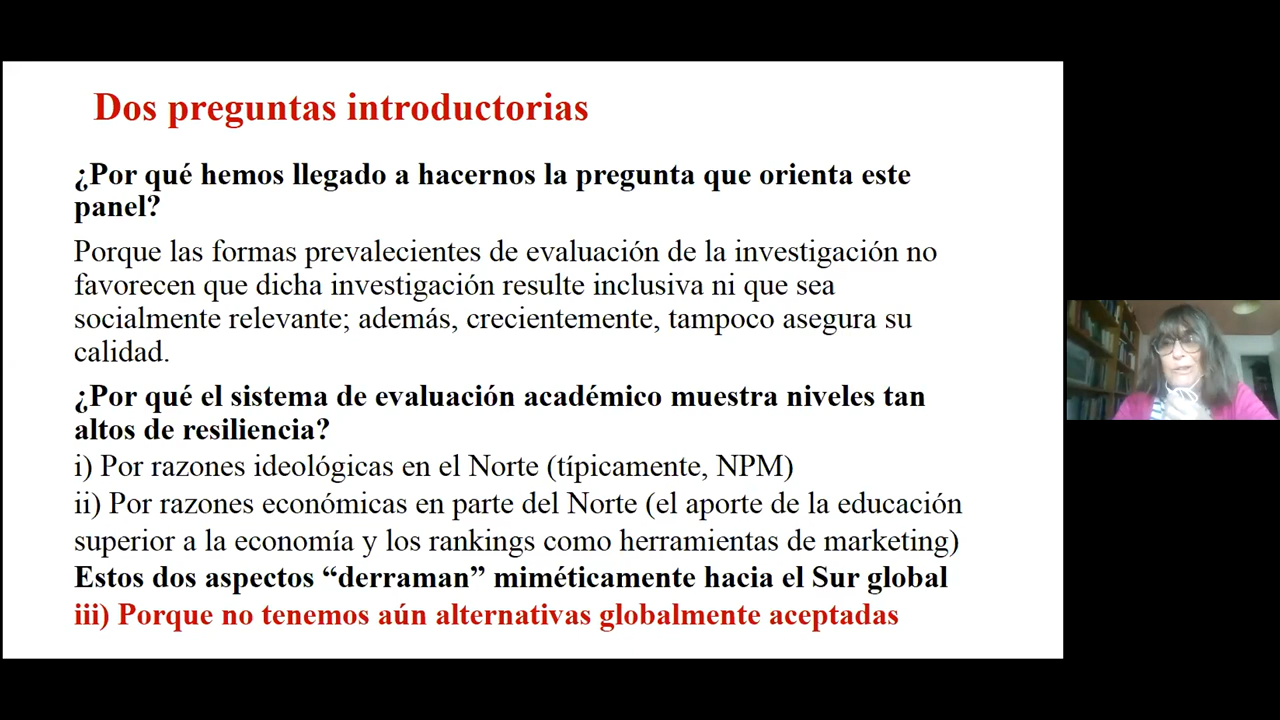 Dos preguntas introductorias
¿Por qué hemos llegado a hacernos la pregunta que orienta este
panel?
Porque las formas prevalecientes de evaluación de la investigación no
favorecen que dicha investigación resulte inclusiva ni que sea
socialmente relevante; además, crecientemente, tampoco asegura su
calidad.
¿Por qué el sistema de evaluación académico muestra niveles tan
altos de resiliencia?
i) Por razones ideológicas en el Norte (típicamente, NPM)
ii) Por razones económicas en parte del Norte (el aporte de la educación
superior a la economía y los rankings como herramientas de marketing)
Estos dos aspectos “derraman” miméticamente hacia el Sur global
iii) Porque no tenemos aún alternativas globalmente aceptadas